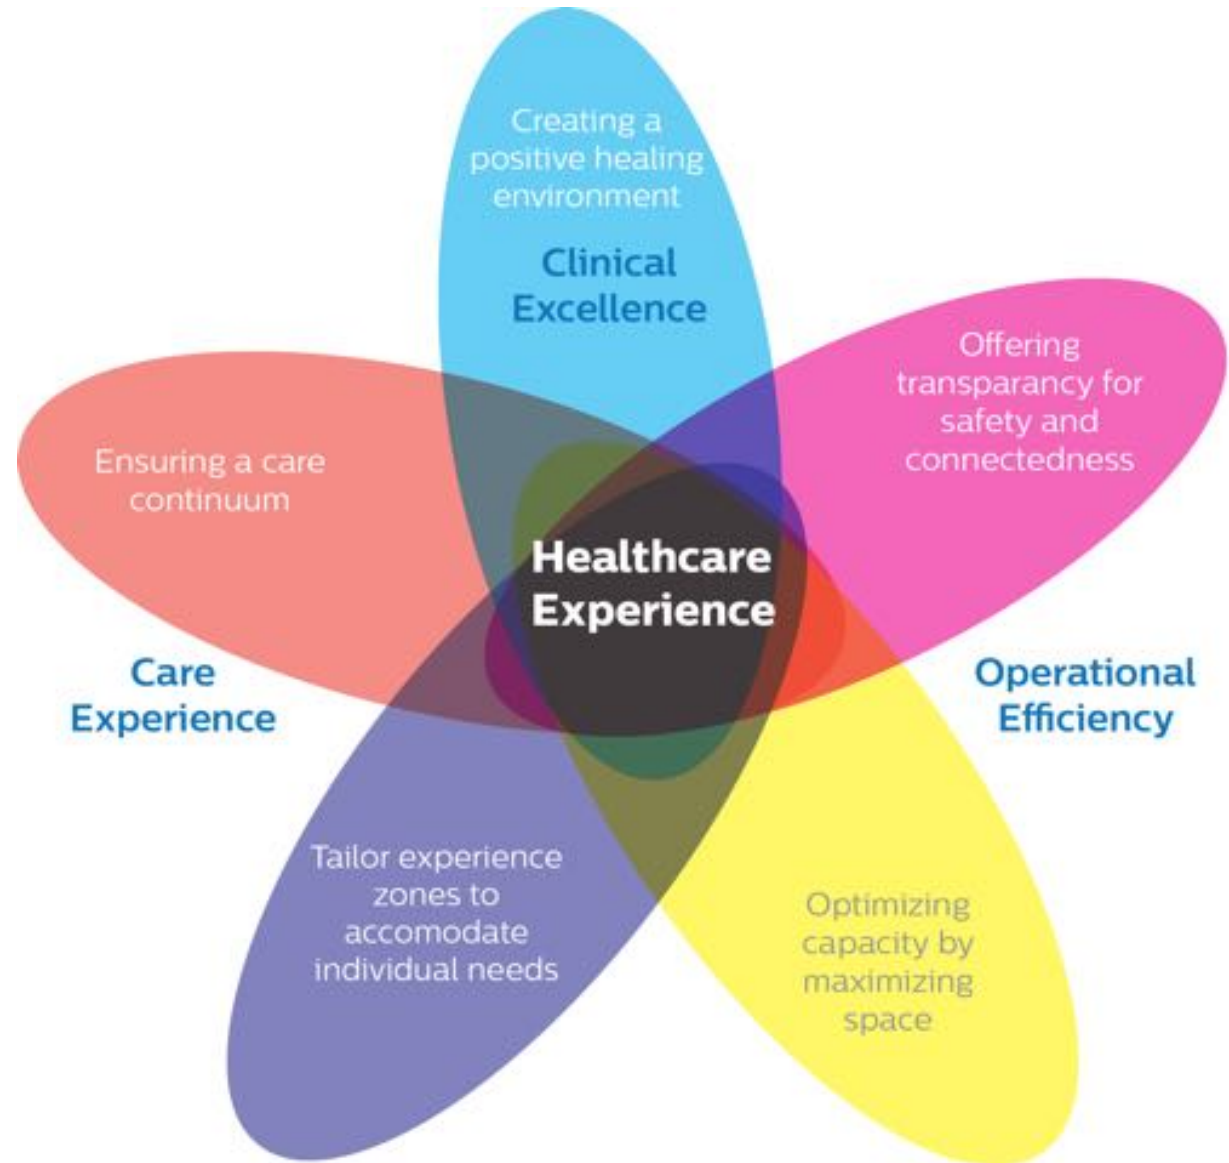 Creating a
positive healing
environment
Clinical
Excellence
Offering
transparancy for
safety and
connectedness
Ensuring a care
continuum
Healthcare
Experience
Care
Experience
Operational
Efficiency
Tailor experience
zones to
accomodate
individual needs
Optimizing
capacity by
maximizing
space